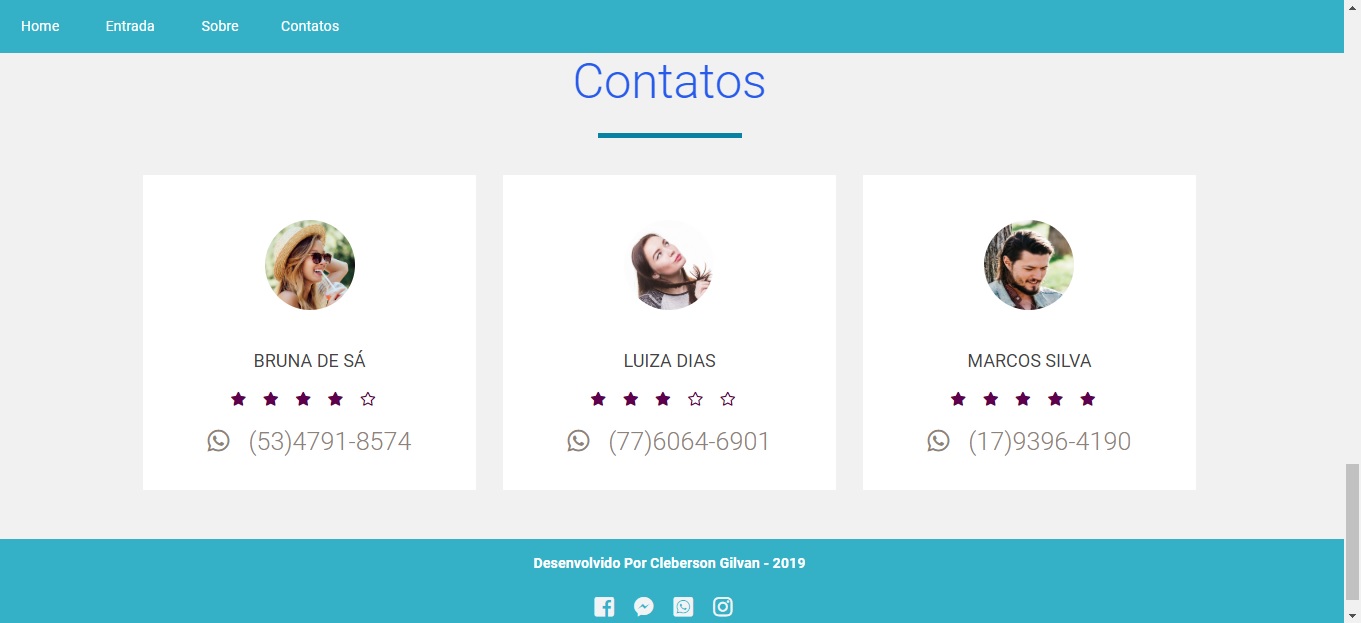 Home Entrada Sobre Contatos
Contatos
BRUNA DE SÁ
(53)4791-8574
LUIZA DIAS
(77)6064-6901
MARCOS SILVA
(17)9396-4190
Desenvolvido Por Cleberson Gilvan - 2019